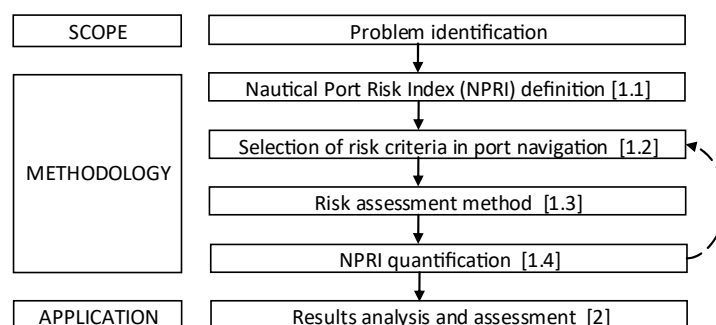 SCOPE
Problem identification
Nautical Port Risk Index (NPRI) definition [1.1]
Selection of risk criteria in port navigation [1.2]
METHODOLOGY
Risk assessment method [1.3]
NPRI quantification [1.4]
APPLICATION
Results analysis and assessment [2]